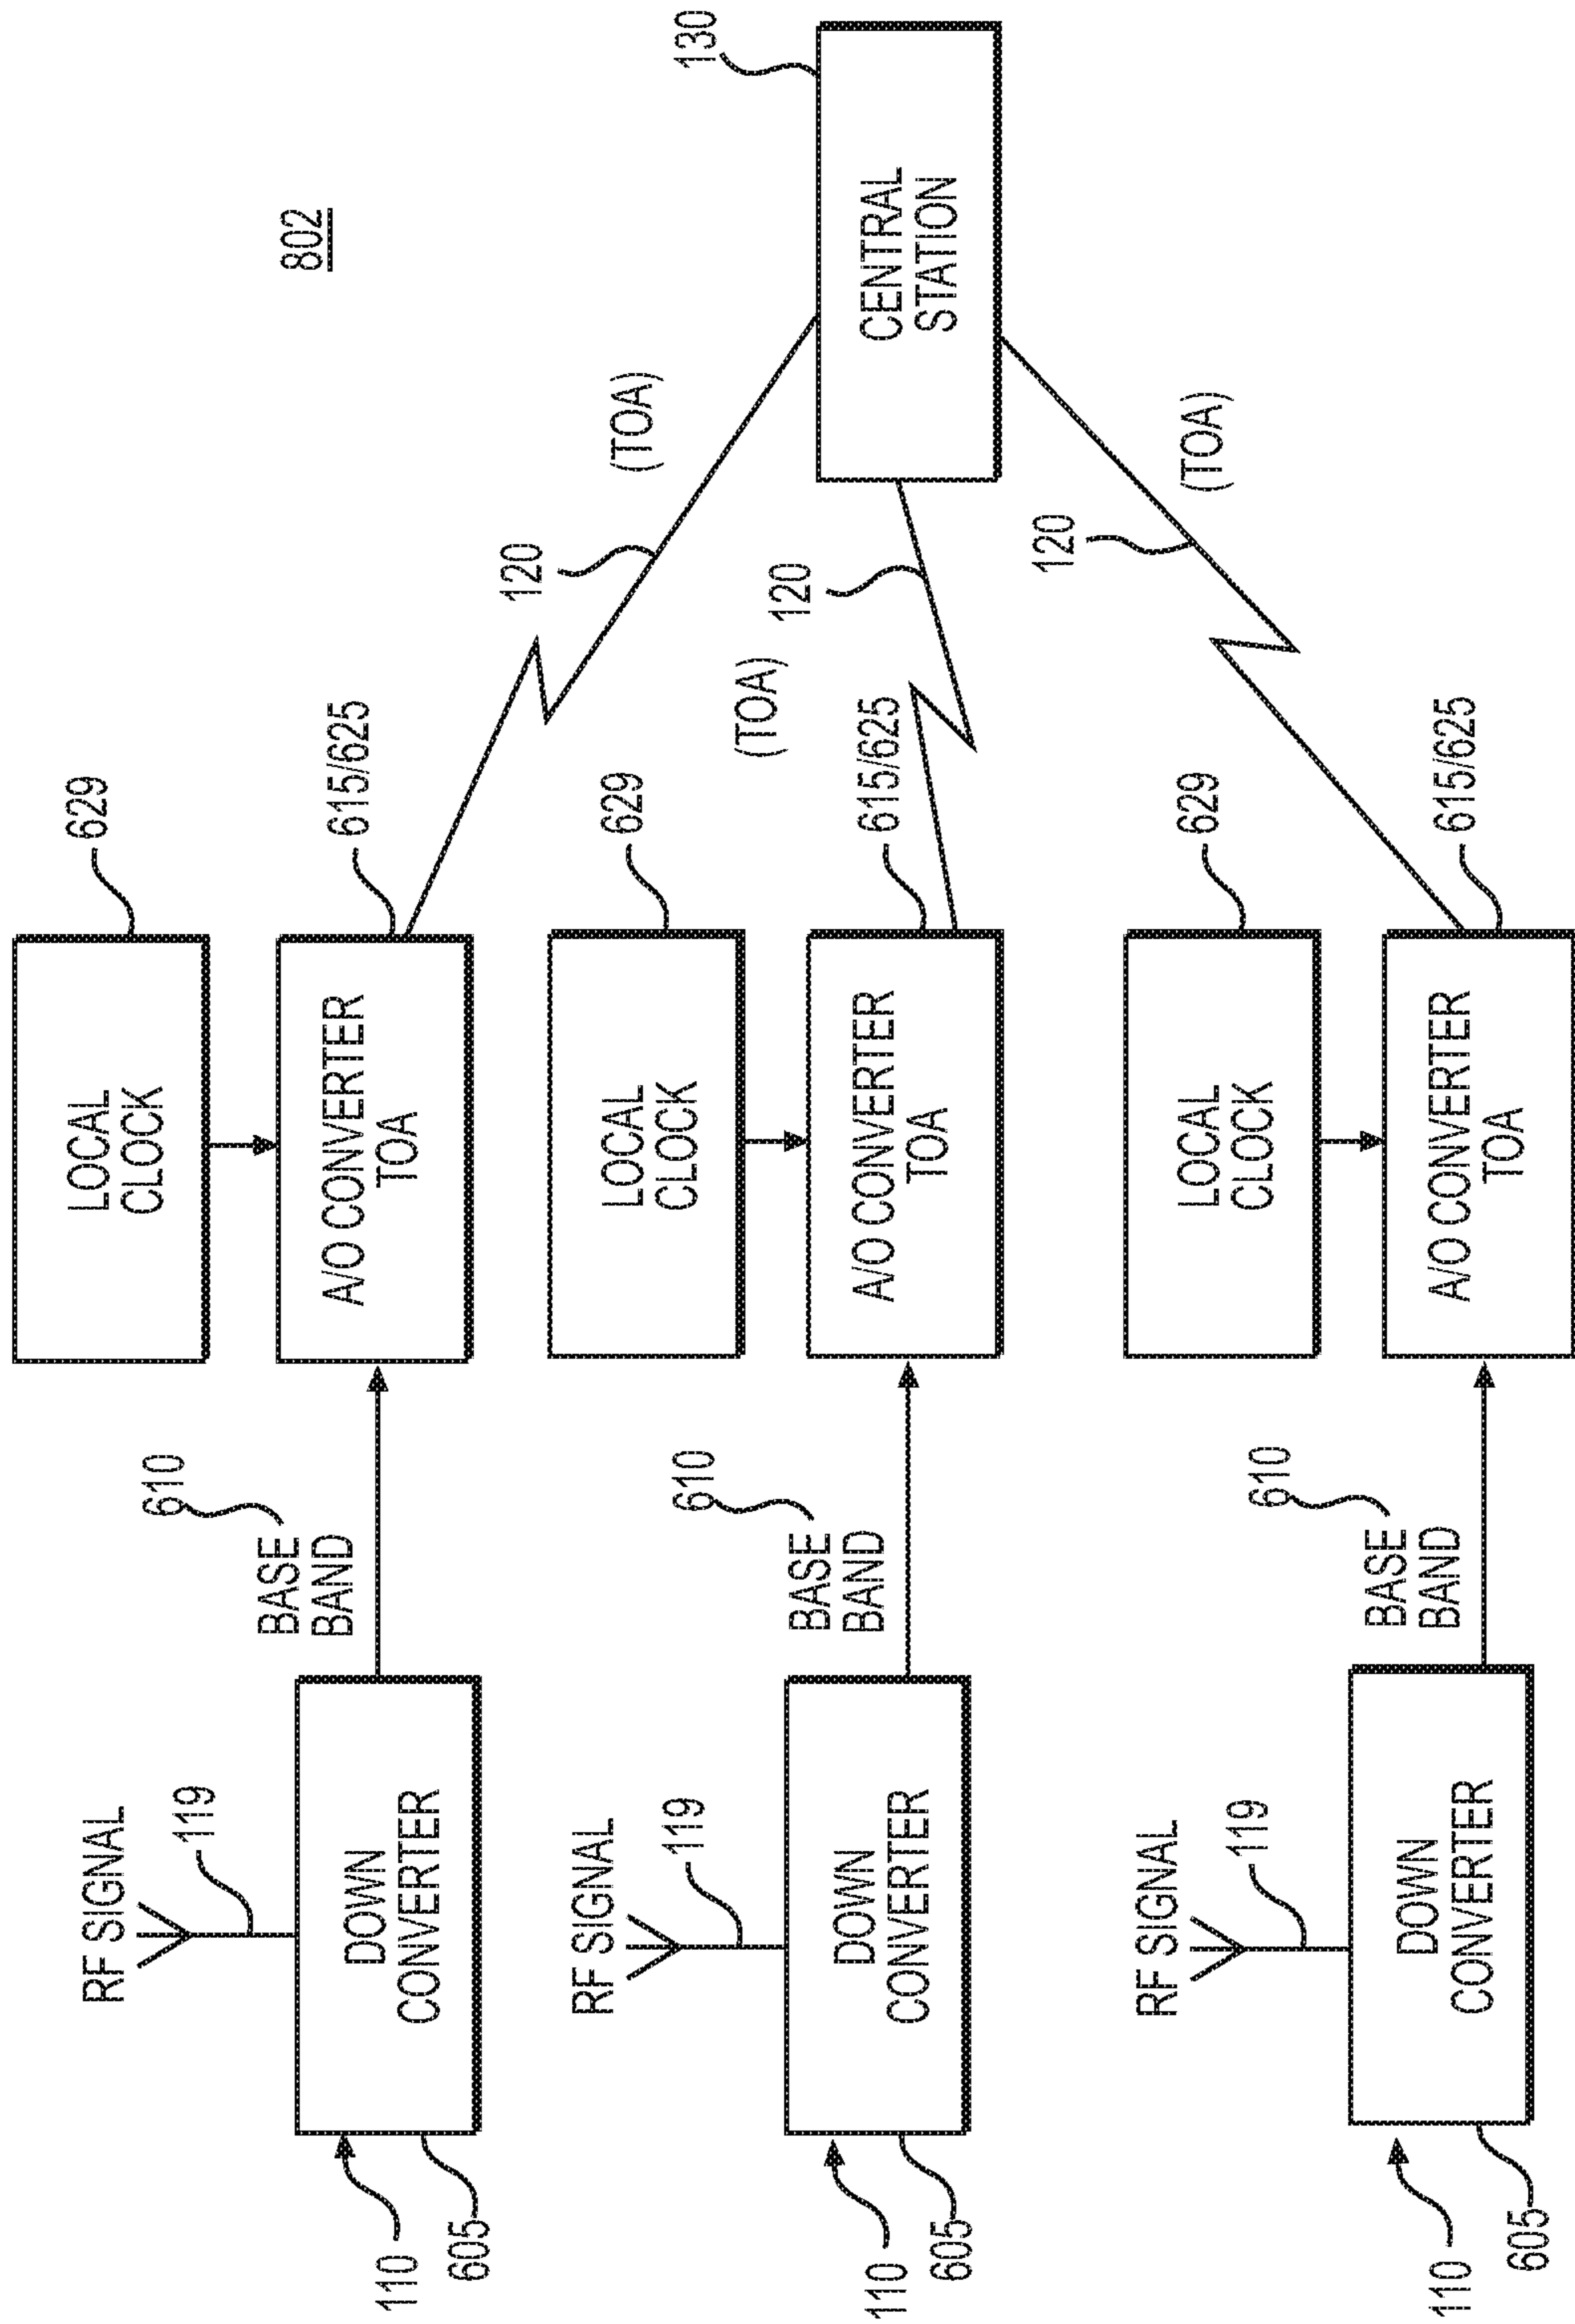 802
RF SIGNAL
119
DOWN
CONVERTER
110
605
610
BASE
BAND
LOCAL
CLOCK
629
A/O CONVERTER
TOA
615/625
120
(TOA)
RF SIGNAL
119
DOWN
CONVERTER
110
605
610
BASE
BAND
LOCAL
CLOCK
629
A/O CONVERTER
TOA
615/625
(TOA)
120
CENTRAL
STATION
130
RF SIGNAL
119
DOWN
CONVERTER
110
605
610
BASE
BAND
LOCAL
CLOCK
629
A/O CONVERTER
TOA
615/625
120
(TOA)